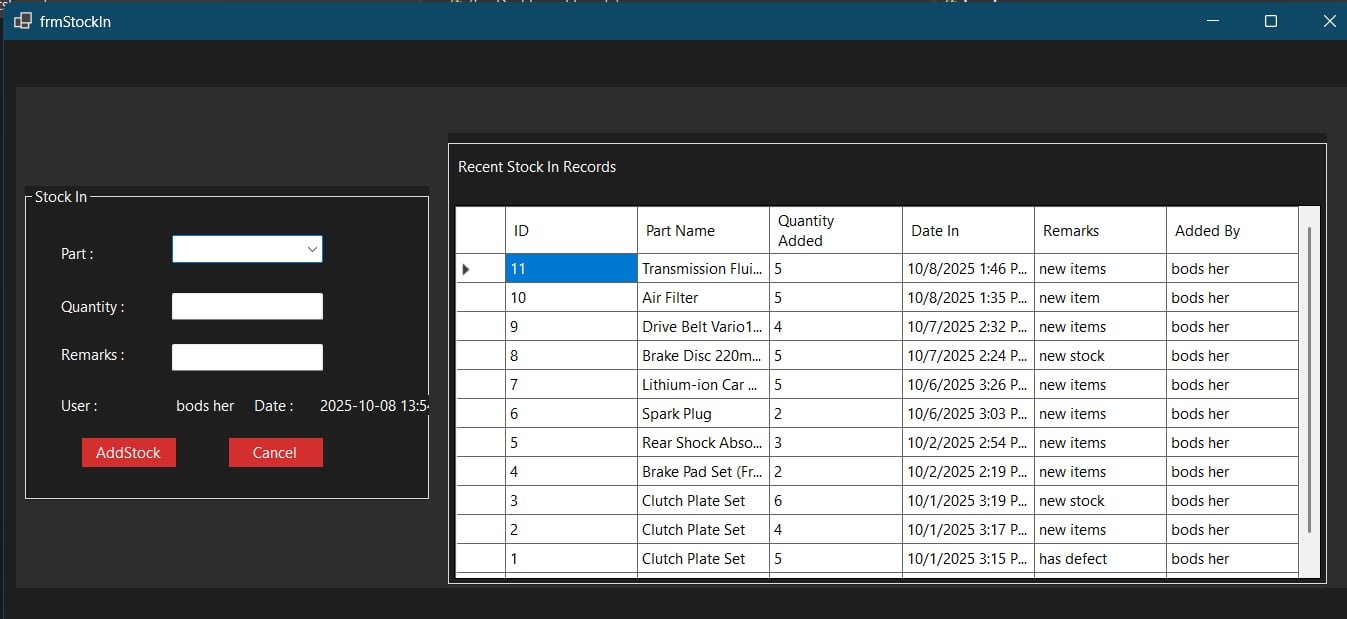 frmStockIn
Stock In
Part :
Quantity :
Remarks :
User : bods her Date : 2025-10-08 13:54
AddStock Cancel
Recent Stock In Records
ID Part Name Quantity Added Date In Remarks Added By
11 Transmission Flui... 5 10/8/2025 1:46 P... new items bods her
10 Air Filter 5 10/8/2025 1:35 P... new item bods her
9 Drive Belt Vario1... 4 10/7/2025 2:32 P... new items bods her
8 Brake Disc 220m... 5 10/7/2025 2:24 P... new stock bods her
7 Lithium-ion Car ... 5 10/6/2025 3:26 P... new items bods her
6 Spark Plug 2 10/6/2025 3:03 P... new items bods her
5 Rear Shock Abso... 3 10/2/2025 2:54 P... new items bods her
4 Brake Pad Set (Fr... 2 10/2/2025 2:19 P... new items bods her
3 Clutch Plate Set 6 10/1/2025 3:19 P... new stock bods her
2 Clutch Plate Set 4 10/1/2025 3:17 P... new items bods her
1 Clutch Plate Set 5 10/1/2025 3:15 P... has defect bods her